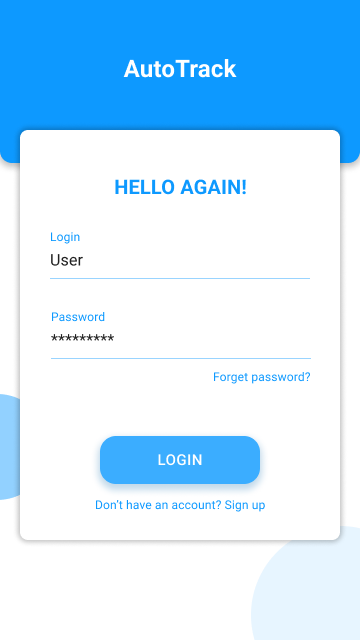 AutoTrack
HELLO AGAIN!
Login
User
Password
*********
Forget password?
LOGIN
Don't have an account? Sign up